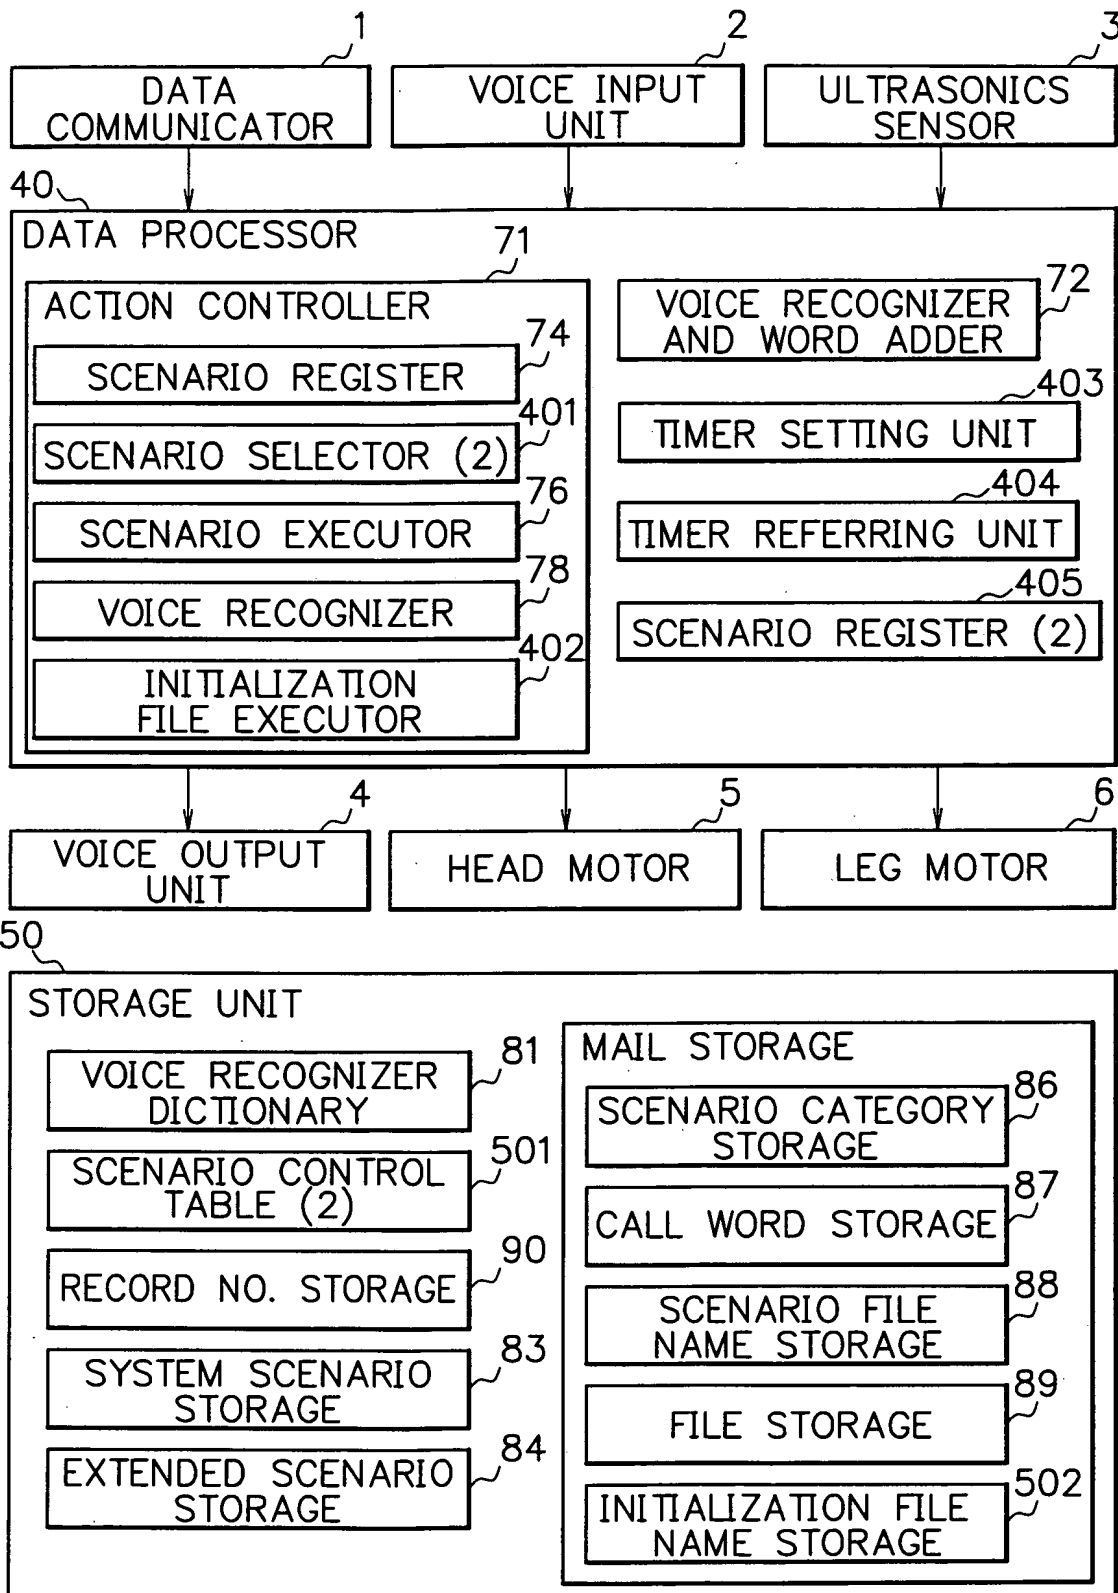 1
2
3
DATA
COMMUNICATOR
VOICE INPUT
UNIT
ULTRASONICS
SENSOR
40
DATA PROCESSOR
71
ACTION CONTROLLER
74
SCENARIO REGISTER
401
SCENARIO SELECTOR (2)
76
SCENARIO EXECUTOR
78
VOICE RECOGNIZER
402
INITIALIZATION
FILE EXECUTOR
72
VOICE RECOGNIZER
AND WORD ADDER
403
TIMER SETTING UNIT
404
TIMER REFERRING UNIT
405
SCENARIO REGISTER (2)
4
5
6
VOICE OUTPUT
UNIT
HEAD MOTOR
LEG MOTOR
50
STORAGE UNIT
81
VOICE RECOGNIZER
DICTIONARY
501
SCENARIO CONTROL
TABLE (2)
90
RECORD NO. STORAGE
83
SYSTEM SCENARIO
STORAGE
84
EXTENDED SCENARIO
STORAGE
MAIL STORAGE
86
SCENARIO CATEGORY
STORAGE
87
CALL WORD STORAGE
88
SCENARIO FILE
NAME STORAGE
89
FILE STORAGE
502
INITIALIZATION FILE
NAME STORAGE